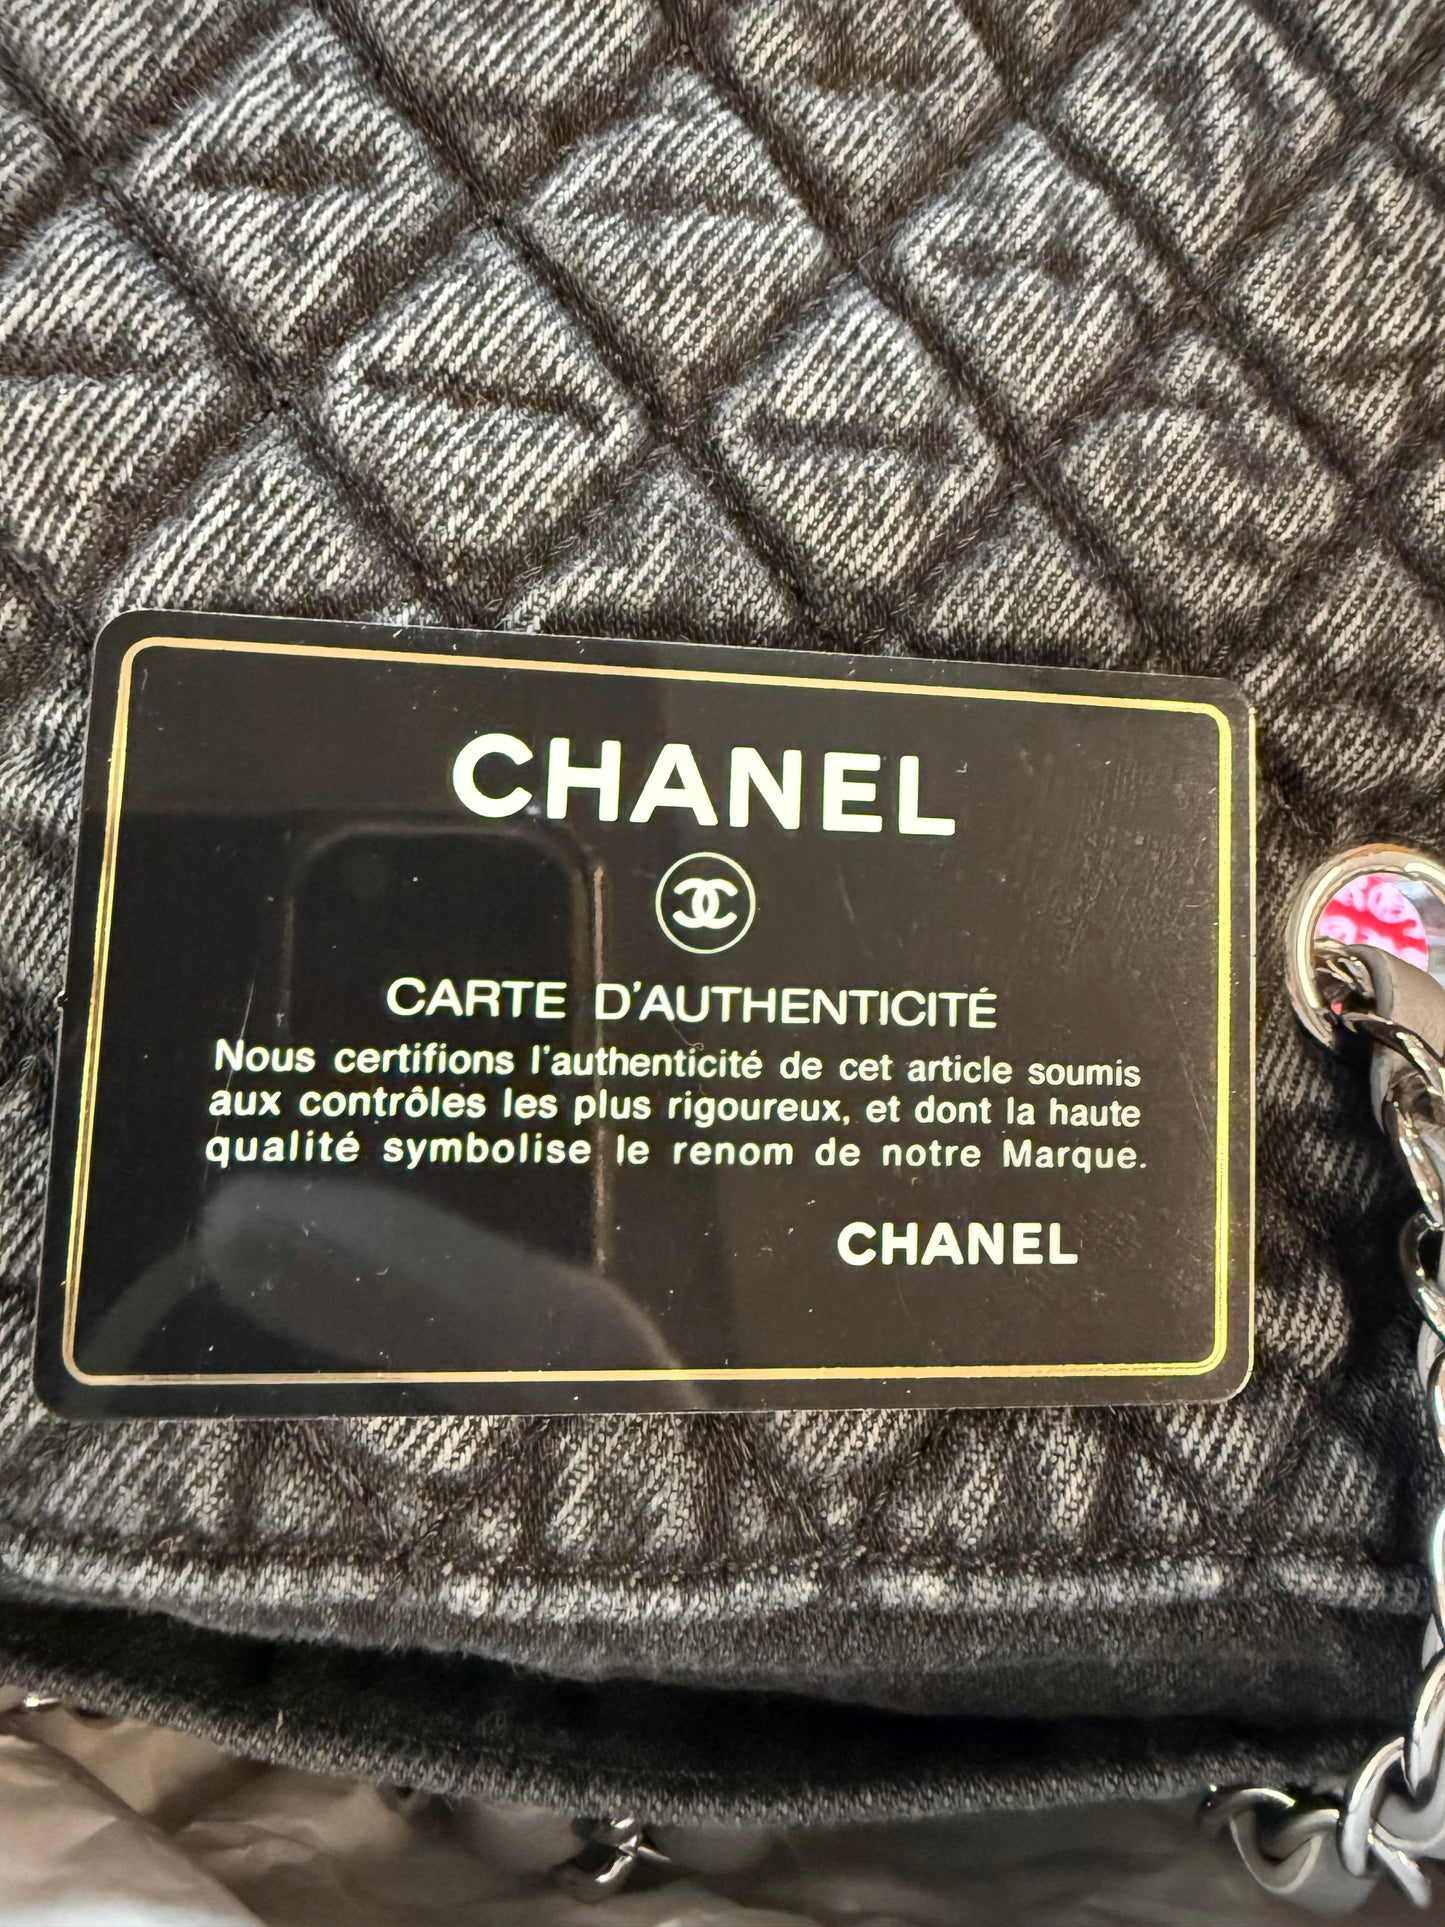 CHANEL
CARTE D'AUTHENTICITÉ
Nous certifions l'authenticité de cet article soumis
aux contrôles les plus rigoureux, et dont la haute
qualité symbolise le renom de notre Marque.
CHANEL